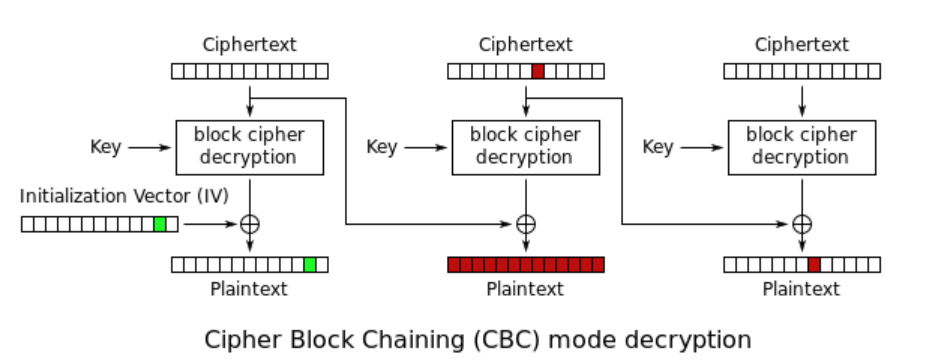 Ciphertext
Ciphertext
Ciphertext
Key
block cipher
decryption
Key
block cipher
decryption
Key
block cipher
decryption
Initialization Vector (IV)
Plaintext
Plaintext
Plaintext
Cipher Block Chaining (CBC) mode decryption